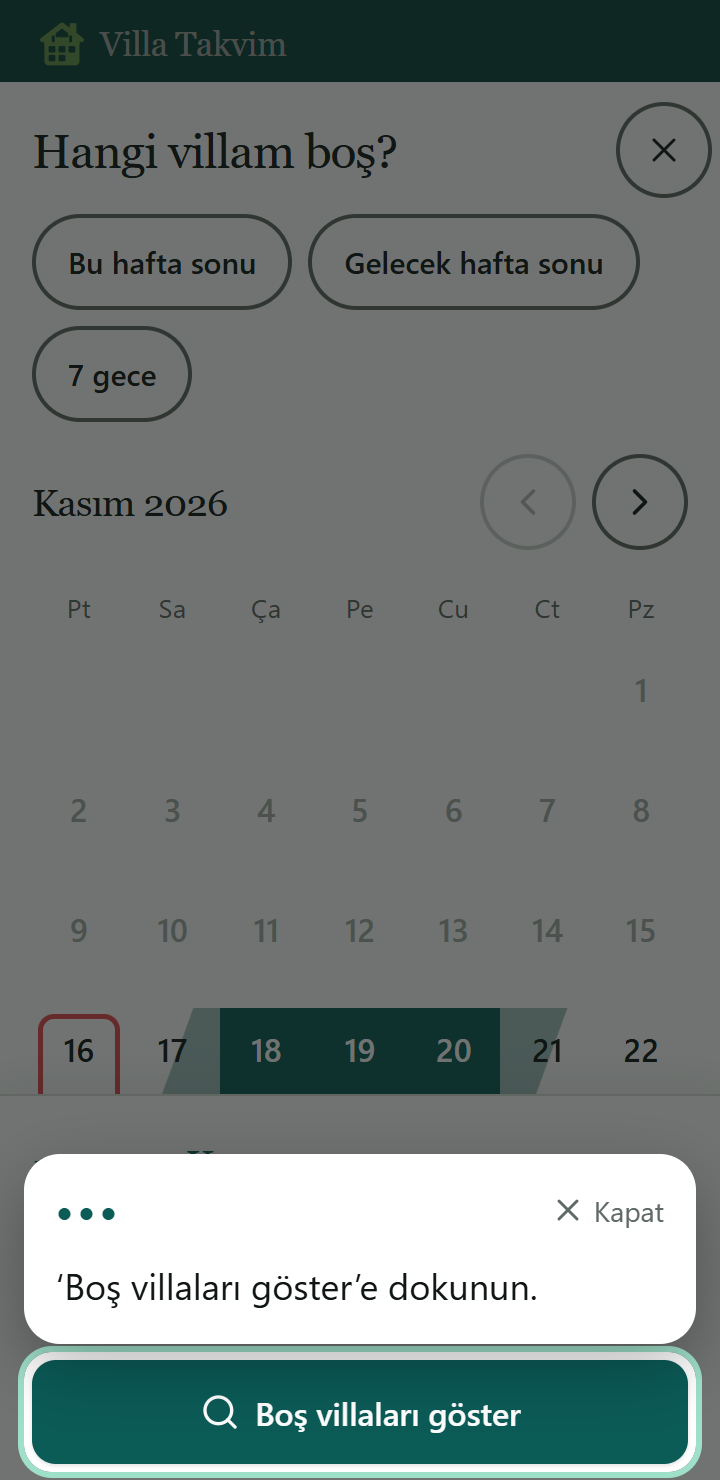 Villa Takvim
Hangi villam boş?
Bu hafta sonu
Gelecek hafta sonu
7 gece
Kasım 2026
Pt Sa Ça Pe Cu Ct Pz
1
2 3 4 5 6 7 8
9 10 11 12 13 14 15
16 17 18 19 20 21 22
Kapat
‘Boş villaları göster’e dokunun.
Boş villaları göster